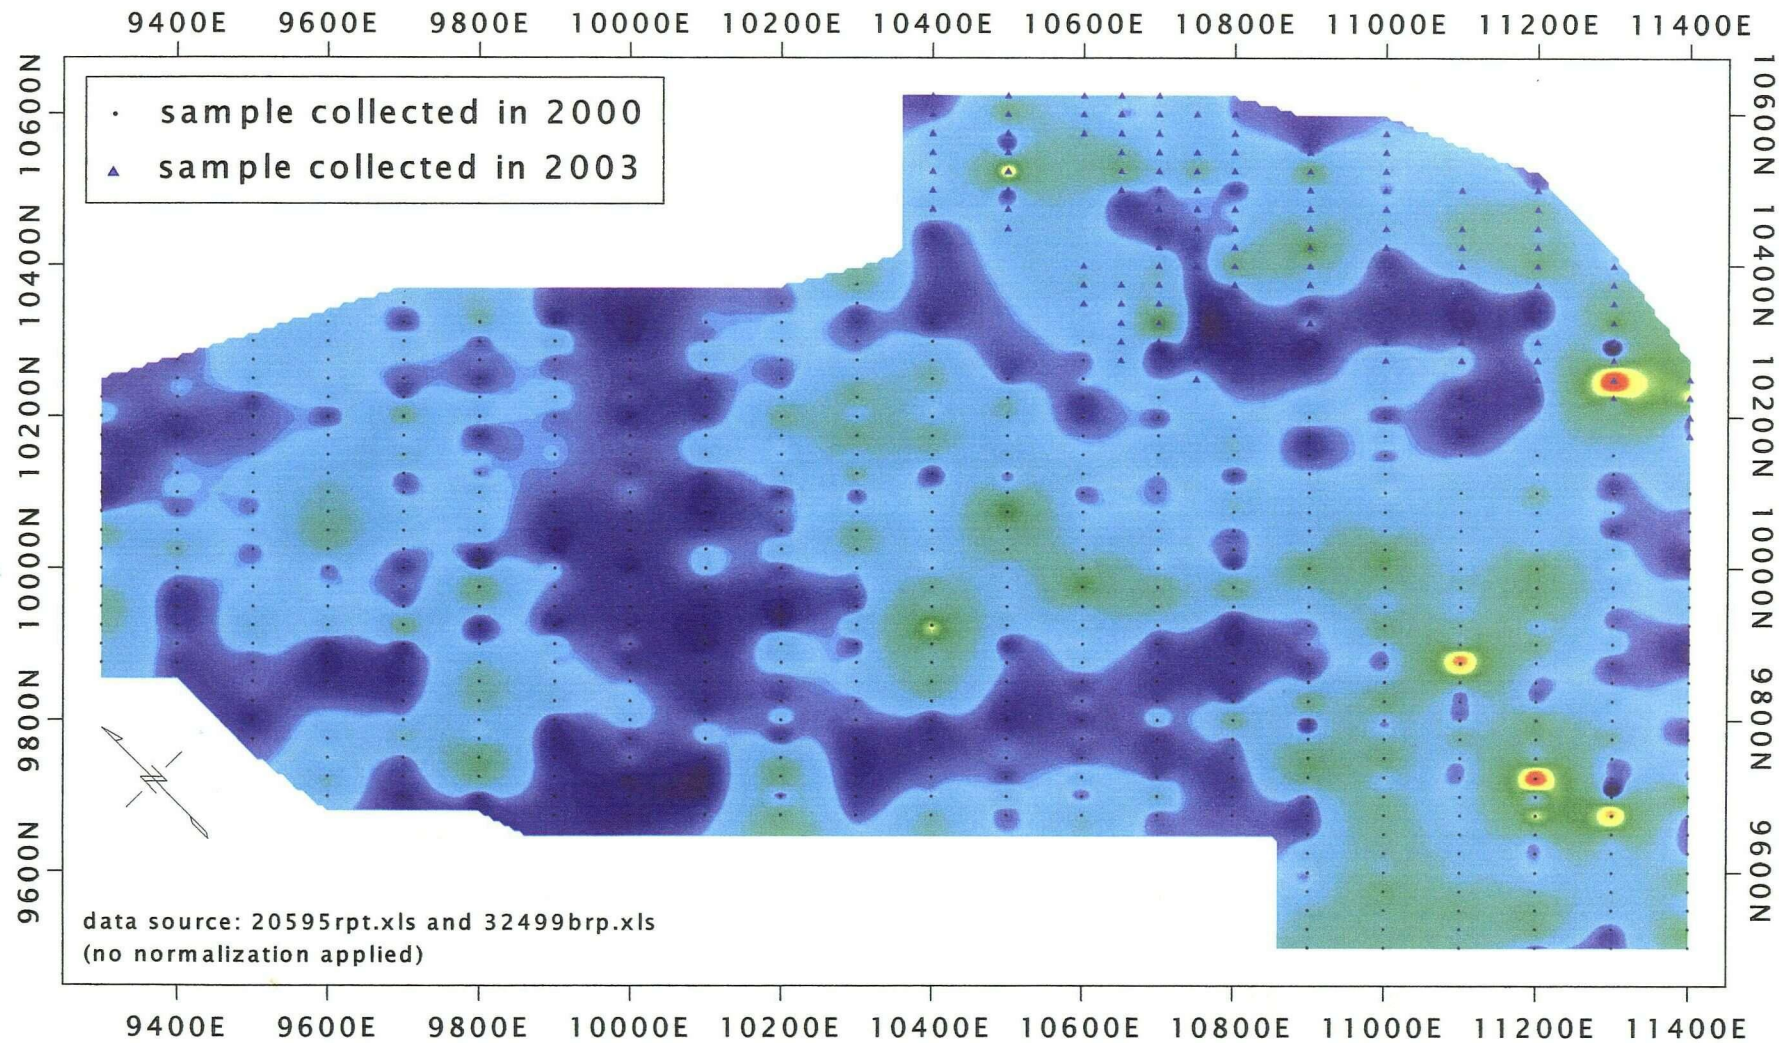 9400E 9600E 9800E 10000E 10200E 10400E 10600E 10800E 11000E 11200E 11400E
sample collected in 2000
sample collected in 2003
10600N
10400N
10200N
10000N
9800N
9600N
10600N
10400N
10200N
10000N
9800N
9600N
data source: 20595rpt.xls and 32499brp.xls
(no normalization applied)
9400E 9600E 9800E 10000E 10200E 10400E 10600E 10800E 11000E 11200E 11400E